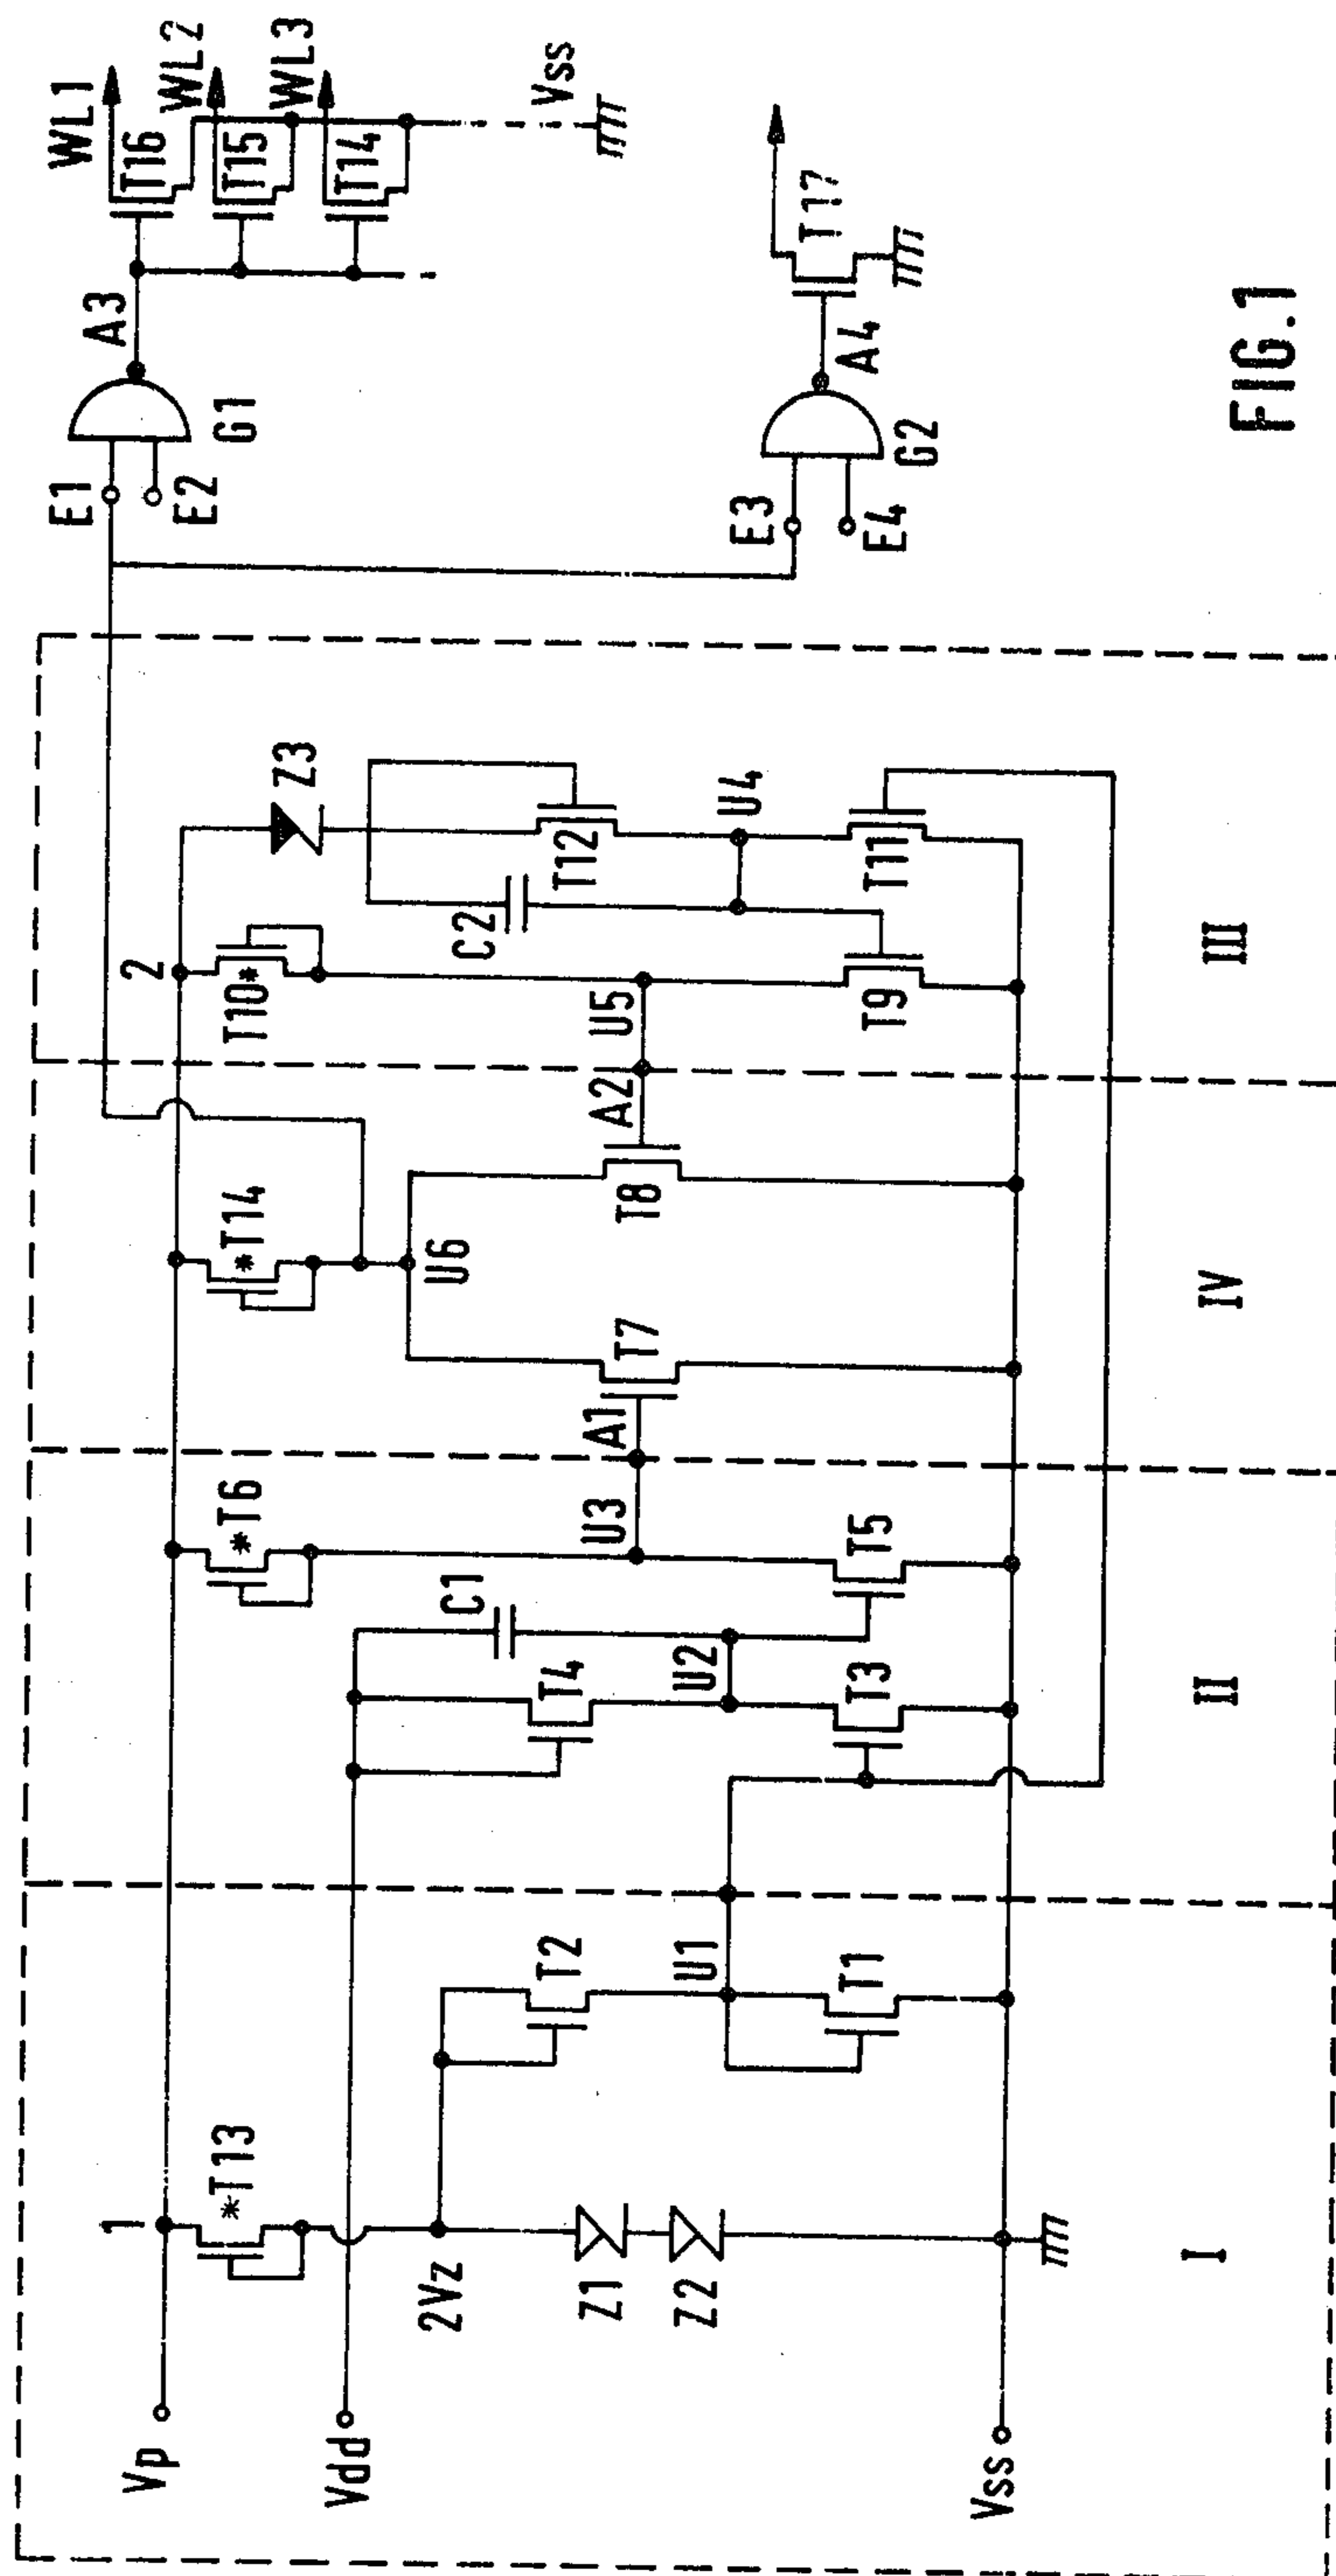 Vp
Vdd
Vss
1
*T13
2Vz
Z1
Z2
T2
U1
T1
I
*T6
C1
T4
U2
U3
T3
T5
II
*T14
U6
A1
T7
T8
A2
IV
2
T10*
Z3
C2
T12
U5
U4
T9
T11
III
E1
E2
G1
A3
WL1
T16
WL2
T15
WL3
T14
Vss
E3
E4
G2
A4
T17
FIG.1